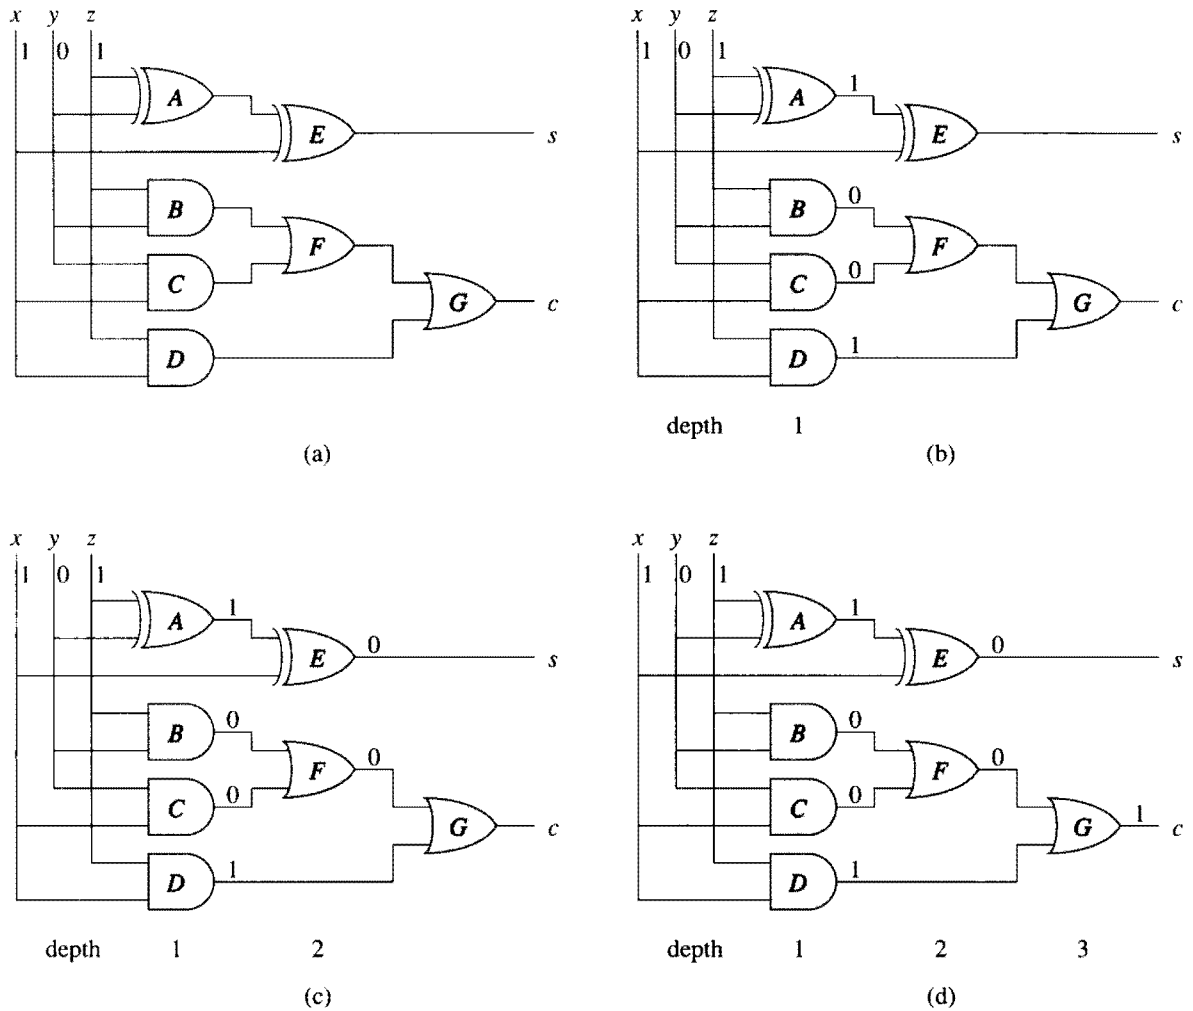 x y z
1 0 1
A
E
s
B
F
C
G
c
D
(a)
x y z
1 0 1
A 1
E
s
B 0
F
C 0
G
c
D 1
depth 1
(b)
x y z
1 0 1
A 1
E 0
s
B 0
F 0
C 0
G
c
D 1
depth 1 2
(c)
x y z
1 0 1
A 1
E 0
s
B 0
F 0
C 0
G 1
c
D 1
depth 1 2 3
(d)